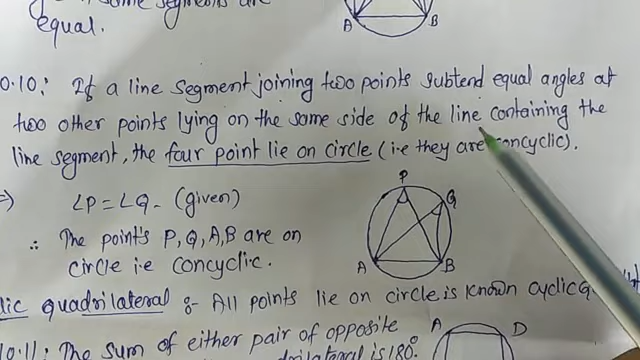 equal.
A B
0.10: If a line segment joining two points subtend equal angles at
two other points lying on the same side of the line containing the
line segment, the four point lie on circle (i.e they are concyclic).
P
⇒) ∠P = ∠Q - (given)
Q
∴ The point's P, Q, A, B are on
circle i.e concyclic.
A B
lic quadrilateral :- All points lie on circle is known cyclic Q
0.11: The sum of either pair of opposite
A D
drilateral is 180°